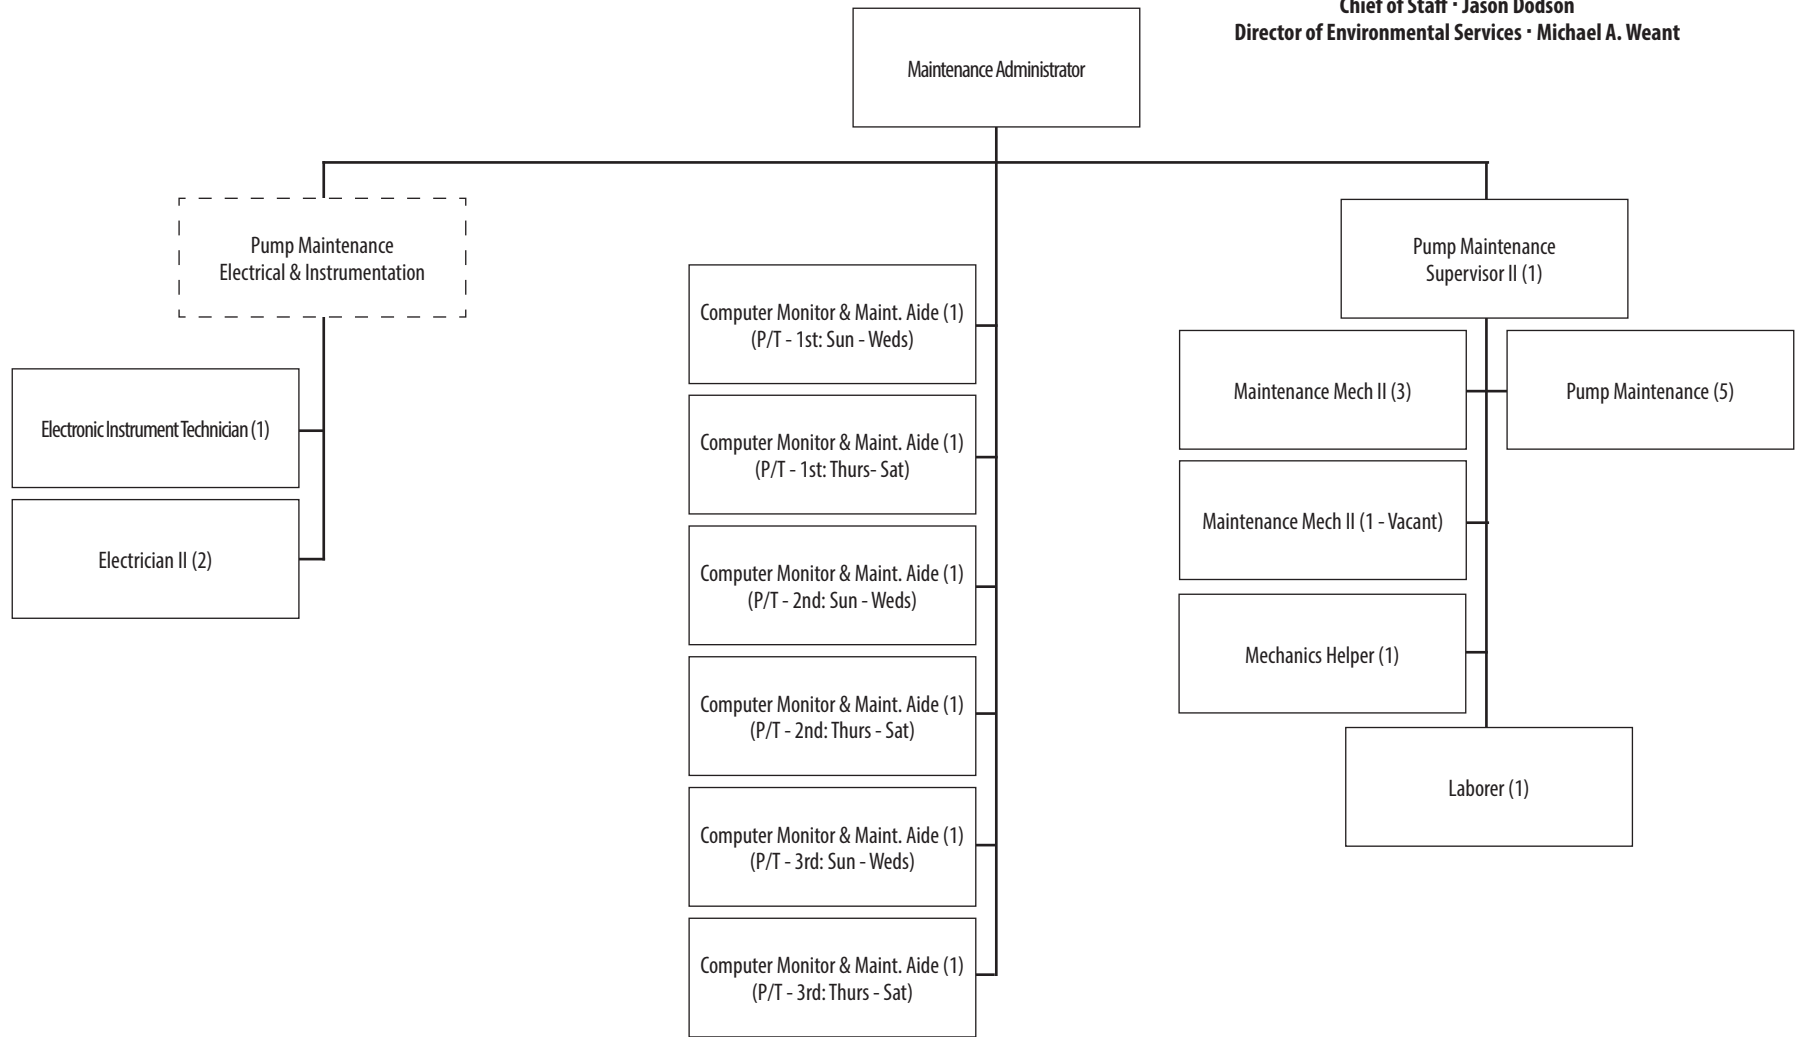 Chief of Staff · Jason Dodson
Director of Environmental Services · Michael A. Weant
Maintenance Administrator
Pump Maintenance
Electrical & Instrumentation
Electronic Instrument Technician (1)
Electrician II (2)
Computer Monitor & Maint. Aide (1)
(P/T - 1st: Sun - Weds)
Computer Monitor & Maint. Aide (1)
(P/T - 1st: Thurs- Sat)
Computer Monitor & Maint. Aide (1)
(P/T - 2nd: Sun - Weds)
Computer Monitor & Maint. Aide (1)
(P/T - 2nd: Thurs - Sat)
Computer Monitor & Maint. Aide (1)
(P/T - 3rd: Sun - Weds)
Computer Monitor & Maint. Aide (1)
(P/T - 3rd: Thurs - Sat)
Pump Maintenance
Supervisor II (1)
Maintenance Mech II (3)
Pump Maintenance (5)
Maintenance Mech II (1 - Vacant)
Mechanics Helper (1)
Laborer (1)